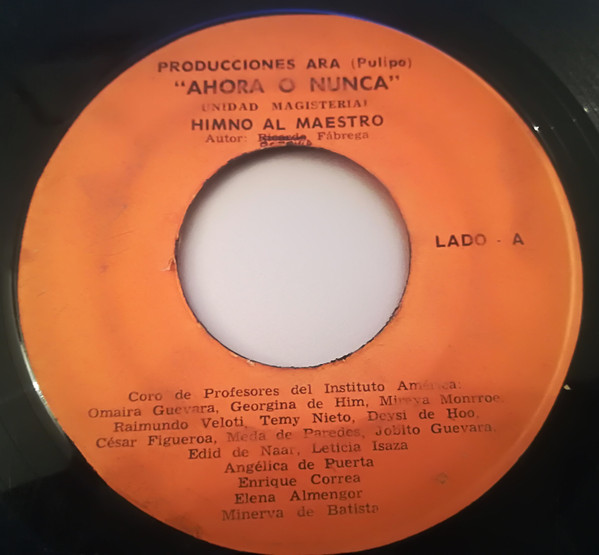 PRODUCCIONES ARA (Pulipo)
"AHORA O NUNCA"
(UNIDAD MAGISTERIAL
HIMNO AL MAESTRO
Autor: Ricardo Fábrega
LADO - A
Coro de Profesores del Instituto América:
Omaira Guevara, Georgina de Him, Mireya Monrroe,
Raimundo Veloti, Temy Nieto, Deysi de Hoo,
César Figueroa, Meda de Paredes, Jobito Guevara,
Edid de Naar, Leticia Isaza
Angélica de Puerta
Enrique Correa
Elena Almengor
Minerva de Batista